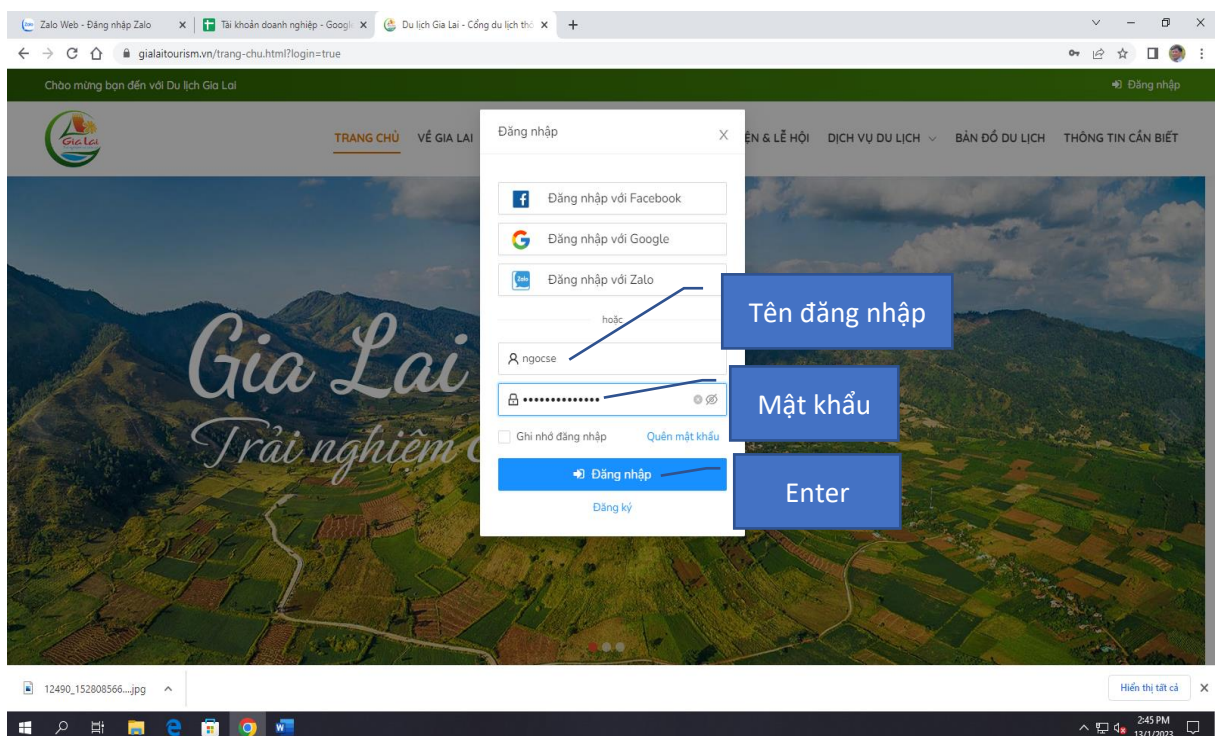 Zalo Web - Đăng nhập Zalo
Tài khoản doanh nghiệp - Googl
Du lịch Gia Lai - Cổng du lịch thô
gialaitourism.vn/trang-chu.html?login=true
Chào mừng bạn đến với Du lịch Gia Lai
Đăng nhập
Gia Lai
TRANG CHỦ
VỀ GIA LAI
ỆN & LỄ HỘI
DỊCH VỤ DU LỊCH
BẢN ĐỒ DU LỊCH
THÔNG TIN CẦN BIẾT
Đăng nhập
Đăng nhập với Facebook
Đăng nhập với Google
Zalo
Đăng nhập với Zalo
hoặc
ngocse
Ghi nhớ đăng nhập
Quên mật khẩu
Đăng nhập
Đăng ký
Tên đăng nhập
Mật khẩu
Enter
Gia Lai
Trải nghiệm
12490_152808566....jpg
Hiển thị tất cả
2:45 PM
13/1/2023